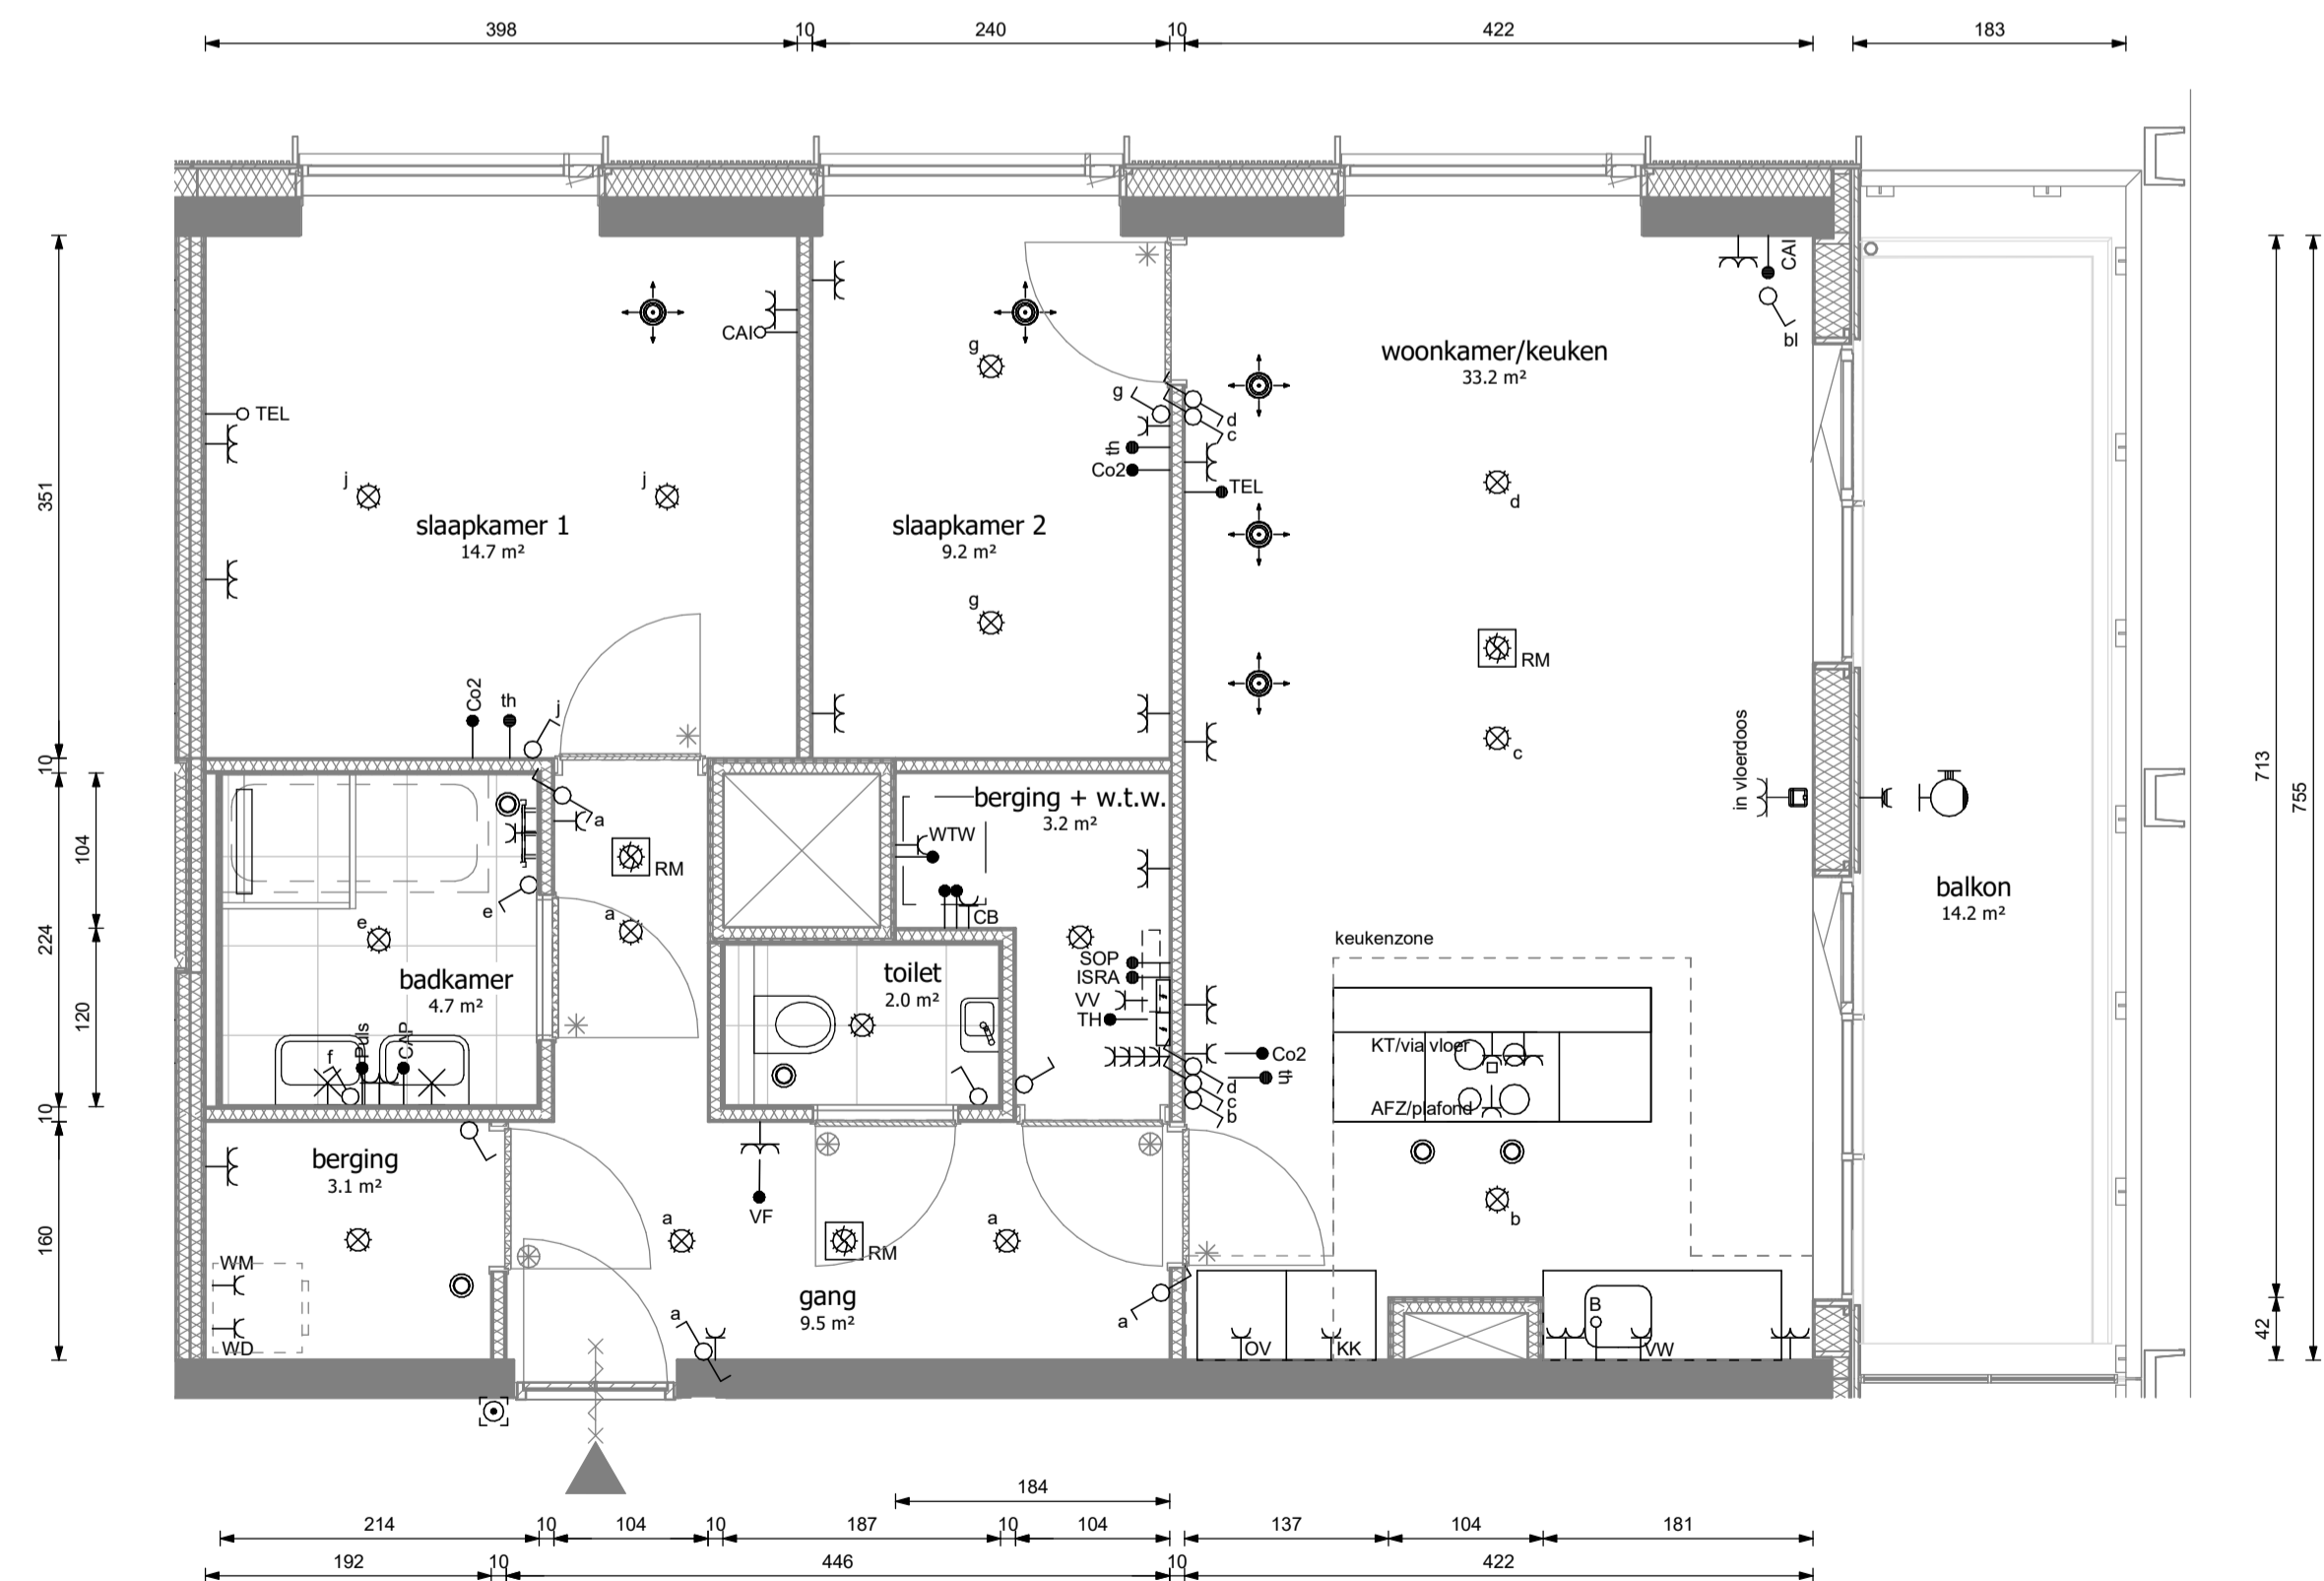 398 10 240 10 422 183
CAI
CAI
bl
g
woonkamer/keuken
33.2 m²
TEL
g
d
c
th
Co2
TEL
j j
d
slaapkamer 1
14.7 m²
slaapkamer 2
9.2 m²
351
g
RM
Co2
th
j
c
in vloerdoos
10
713
755
berging + w.t.w.
3.2 m²
a
WTW
104
RM
balkon
14.2 m²
e
a
CB
e
224
keukenzone
SOP
ISRA
VV
TH
toilet
2.0 m²
badkamer
4.7 m²
120
Puls
CAP
f
KT/via vloer
Co2
th
d
c
b
AFZ/plafond
10
berging
3.1 m²
VF
a
a
RM
b
160
WM
gang
9.5 m²
a
a
B
42
WD
OV
KK
VW
184
214 10 104 10 187 10 104 137 104 181
192 10 446 10 422